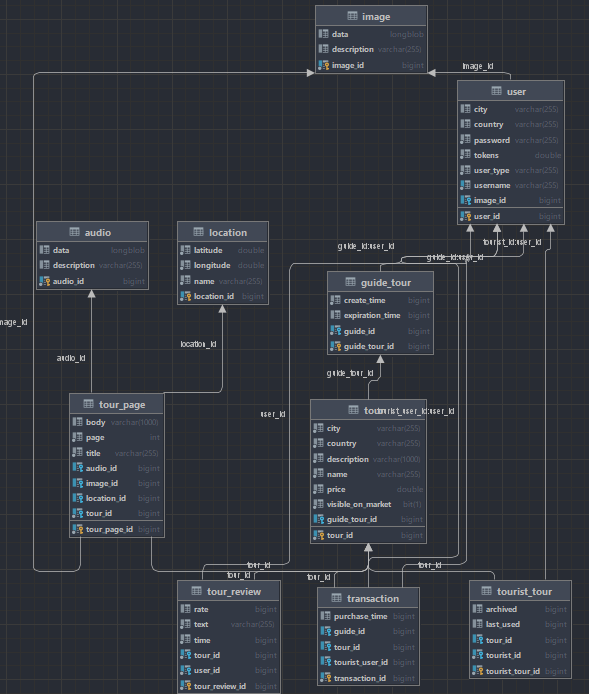 image
data longblob
description varchar(255)
image_id bigint
image_id
user
city varchar(255)
country varchar(255)
password varchar(255)
tokens double
user_type varchar(255)
username varchar(255)
image_id bigint
user_id bigint
audio
data longblob
description varchar(255)
audio_id bigint
location
latitude double
longitude double
name varchar(255)
location_id bigint
guide_id:user_id
tourist_id:user_id
guide_tour
create_time bigint
expiration_time bigint
guide_id bigint
guide_tour_id bigint
mage_id
audio_id
location_id
guide_tour_id
tour_page
body varchar(1000)
page int
title varchar(255)
audio_id bigint
image_id bigint
location_id bigint
tour_id bigint
tour_page_id bigint
user_id
tour
tourist_user_id:user_id
city varchar(255)
country varchar(255)
description varchar(1000)
name varchar(255)
price double
visible_on_market bit(1)
guide_tour_id bigint
tour_id bigint
tour_id
tour_id
tour_id
tour_id
tour_review
rate bigint
text varchar(255)
time bigint
tour_id bigint
user_id bigint
tour_review_id bigint
transaction
purchase_time bigint
guide_id bigint
tour_id bigint
tourist_user_id bigint
transaction_id bigint
tourist_tour
archived bigint
last_used bigint
tour_id bigint
tourist_id bigint
tourist_tour_id bigint